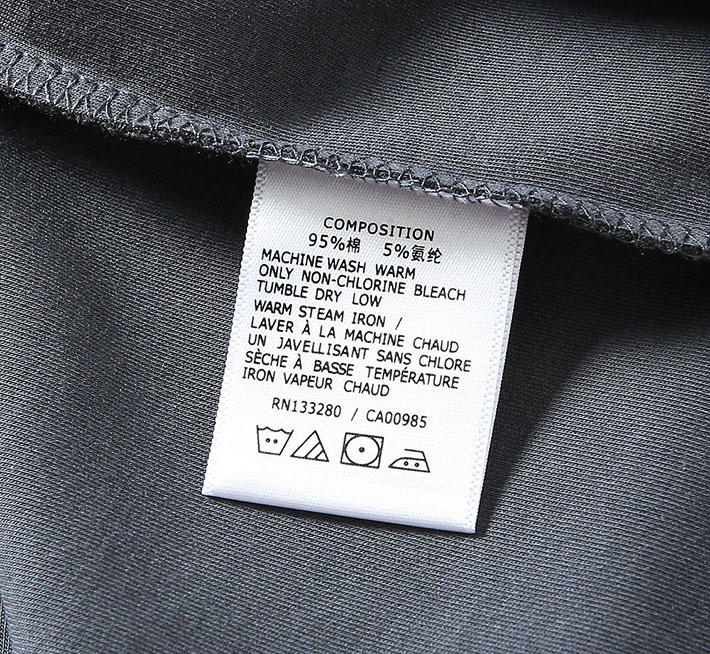 COMPOSITION
95%棉 5%氨纶
MACHINE WASH WARM
ONLY NON-CHLORINE BLEACH
TUMBLE DRY LOW
WARM STEAM IRON /
LAVER À LA MACHINE CHAUD
UN JAVELLISANT SANS CHLORE
SÈCHE À BASSE TEMPÉRATURE
IRON VAPEUR CHAUD
RN133280 / CA00985